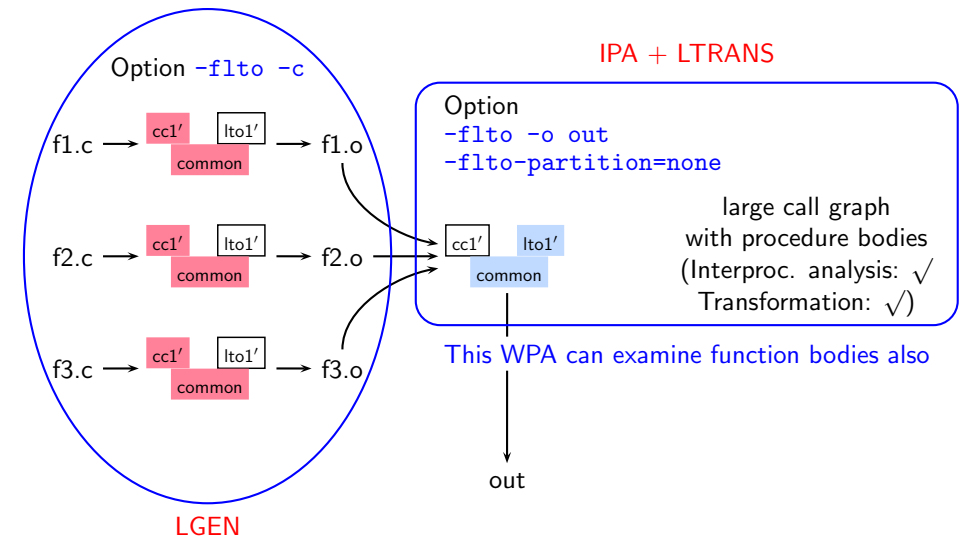 IPA + LTRANS
Option -flto -c
Option
-flto -o out
-flto-partition=none
f1.c
cc1′
lto1′
common
f1.o
f2.c
cc1′
lto1′
common
f2.o
f3.c
cc1′
lto1′
common
f3.o
cc1′
lto1′
common
large call graph
with procedure bodies
(Interproc. analysis: √
Transformation: √)
This WPA can examine function bodies also
out
LGEN